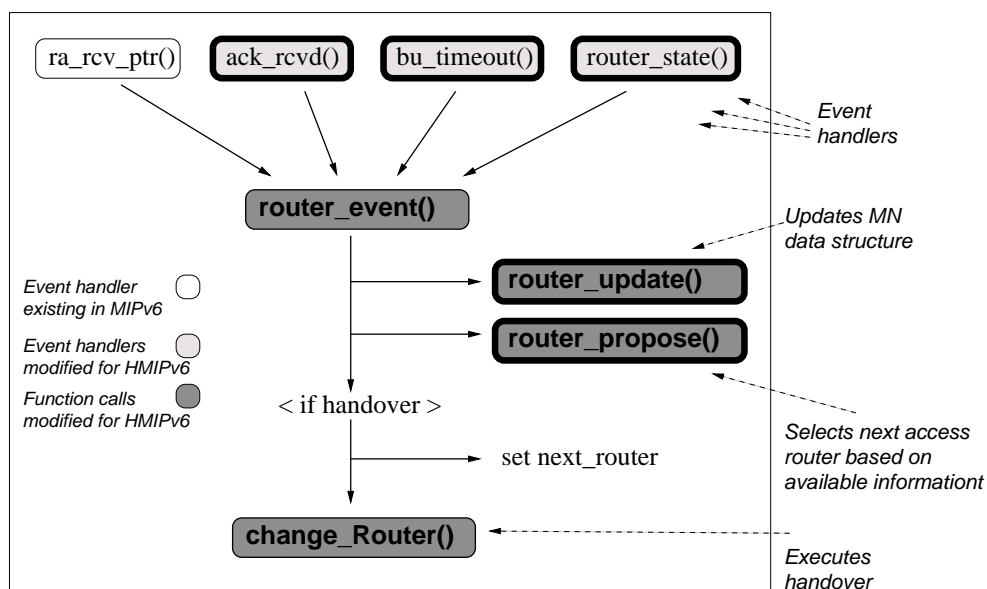 ra_rcv_ptr()
ack_rcvd()
bu_timeout()
router_state()
Event
handlers
router_event()
Updates MN
data structure
router_update()
Event handler
existing in MIPv6
router_propose()
Event handlers
modified for HMIPv6
Function calls
modified for HMIPv6
< if handover >
Selects next access
router based on
available informationt
set next_router
change_Router()
Executes
handover